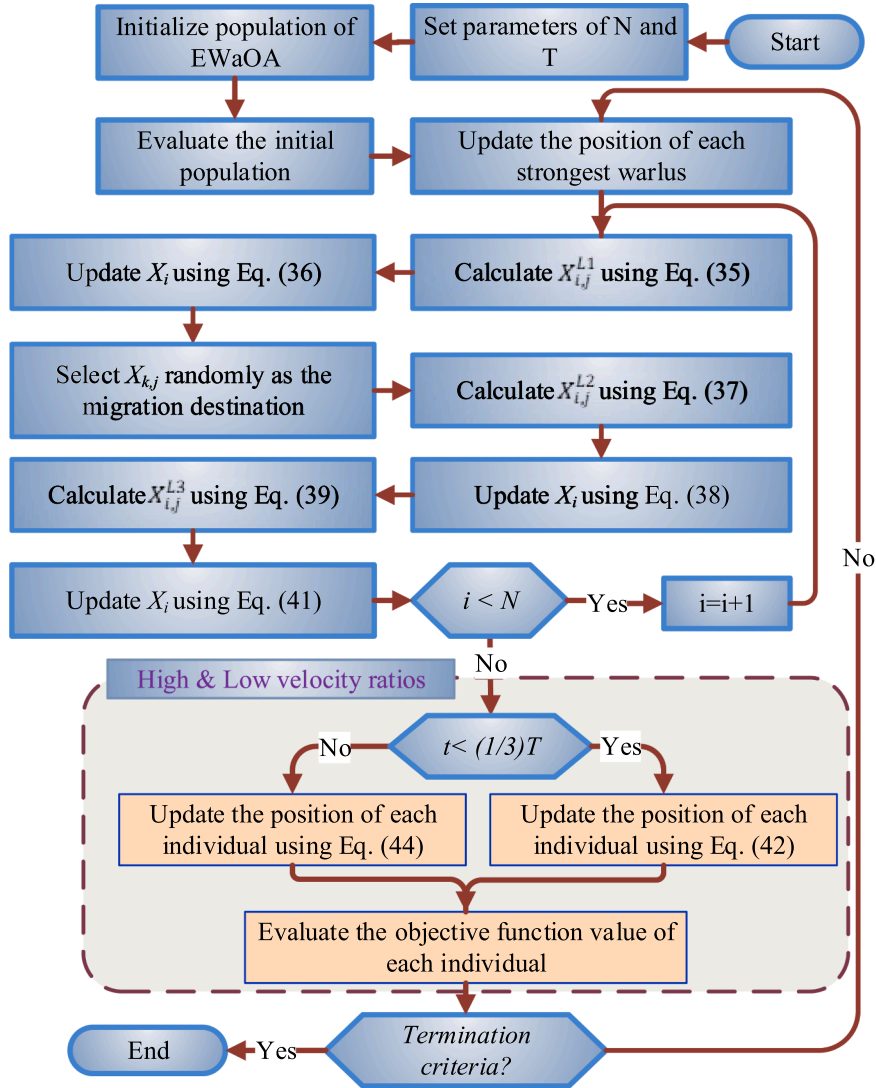 Start
Set parameters of N and
T
Initialize population of
EWaOA
Evaluate the initial
population
Update the position of each
strongest warlus
Calculate X_{i,j}^{L1} using Eq. (35)
Update X_i using Eq. (36)
Select X_{k,j} randomly as the
migration destination
Calculate X_{i,j}^{L2} using Eq. (37)
Update X_i using Eq. (38)
Calculate X_{i,j}^{L3} using Eq. (39)
Update X_i using Eq. (41)
i < N
Yes
i=i+1
No
No
High & Low velocity ratios
t< (1/3)T
No
Yes
Update the position of each
individual using Eq. (44)
Update the position of each
individual using Eq. (42)
Evaluate the objective function value of
each individual
Termination
criteria?
Yes
End